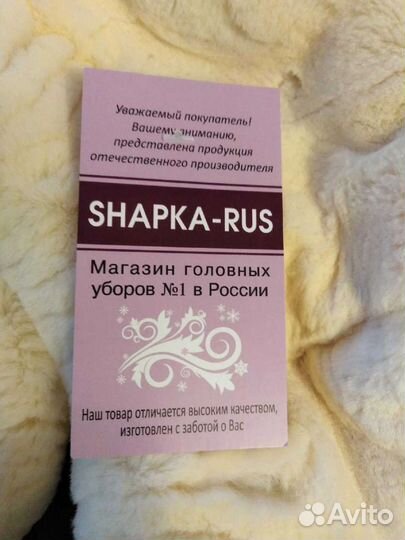 Уважаемый покупатель!
Вашему вниманию,
представлена продукция
отечественного производителя
SHAPKA-RUS
Магазин головных
уборов №1 в России
Наш товар отличается высоким качеством,
изготовлен с заботой о Вас
Avito